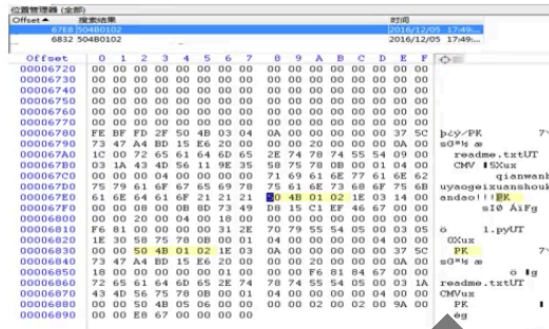 位置管理器 (全部)
Offset 搜索结果 时间
67E8 504B0102 2016/12/05 17:49:...
6832 504B0102 2016/12/05 17:49:...
Offset 0 1 2 3 4 5 6 7 8 9 A B C D E F
00006720 00 00 00 00 00 00 00 00 00 00 00 00 00 00 00 00
00006730 00 00 00 00 00 00 00 00 00 00 00 00 00 00 00 00
00006740 00 00 00 00 00 00 00 00 00 00 00 00 00 00 00 00
00006750 00 00 00 00 00 00 00 00 00 00 00 00 00 00 00 00
00006760 00 00 00 00 00 00 00 00 00 00 00 00 00 00 00 00
00006770 00 00 00 00 00 00 00 00 00 00 00 00 00 00 00 00
00006780 FE BF FD 2F 50 4B 03 04 0A 00 00 00 00 00 37 5C þ¿ý/PK 7\
00006790 73 47 A4 BD 15 E6 20 00 00 00 20 00 00 00 0A 00 sG¤½ æ
000067A0 1C 00 72 65 61 64 6D 65 2E 74 78 74 55 54 09 00 readme.txtUT
000067B0 03 1A 43 4D 56 11 9E 35 58 75 78 0B 00 01 04 00 CMV 5Xux
000067C0 00 00 00 04 00 00 00 00 71 69 61 6E 77 61 6E 62 qianwanb
000067D0 75 79 61 6F 67 65 69 78 75 61 6E 73 68 6F 75 6B uyaogeixuanshouk
000067E0 61 6E 64 61 6F 21 21 21 50 4B 01 02 1E 03 14 00 andao!!!PK
000067F0 00 00 08 00 0B 8D 73 49 D8 15 C1 EF 46 67 00 00 sIØ ÁïFg
00006800 00 00 20 00 04 00 18 00 00 00 00 00 00 00 00 00
00006810 F6 81 00 00 00 00 31 2E 70 79 55 54 05 00 03 05 ö 1.pyUT
00006820 1E 30 58 75 78 0B 00 01 04 00 00 00 00 04 00 00 0Xux
00006830 00 00 50 4B 01 02 1E 03 0A 00 00 00 00 00 37 5C PK 7\
00006840 73 47 A4 BD 15 E6 20 00 00 00 20 00 00 00 0A 00 sG¤½ æ
00006850 18 00 00 00 00 00 01 00 00 00 F6 81 84 67 00 00 ö g
00006860 72 65 61 64 6D 65 2E 74 78 74 55 54 05 00 03 1A readme.txtUT
00006870 43 4D 56 75 78 0B 00 01 04 00 00 00 00 04 00 00 CMVux
00006880 00 00 50 4B 05 06 00 00 00 00 02 00 02 00 9A 00 PK
00006890 00 00 E8 67 00 00 00 00 èg